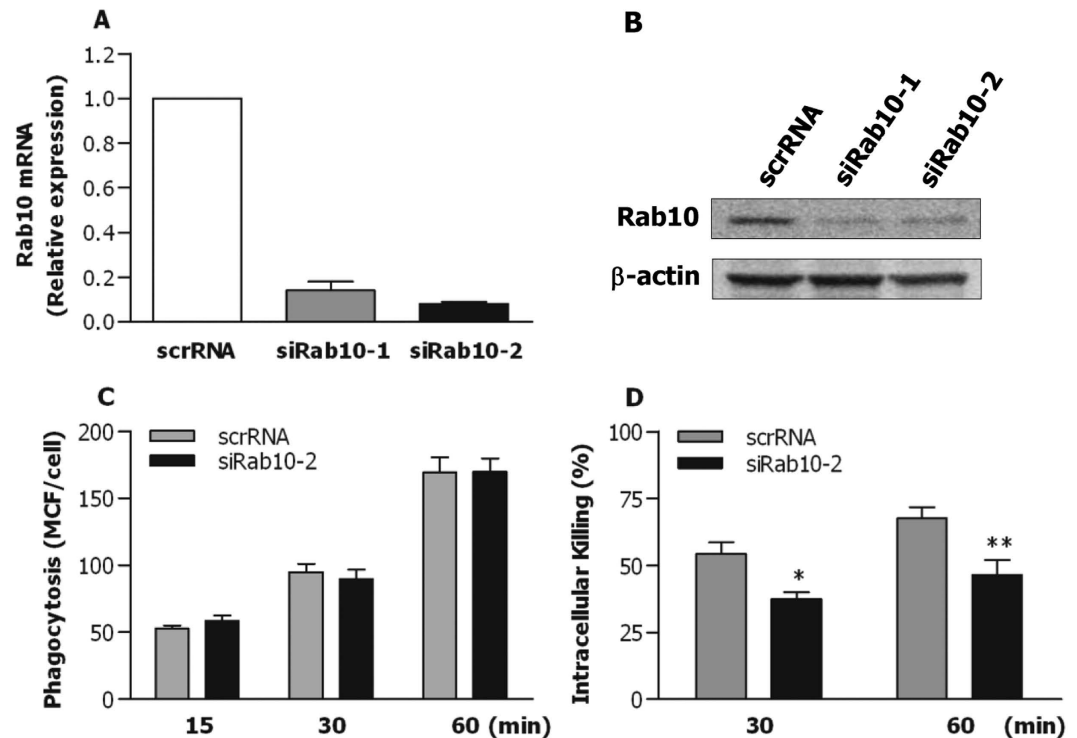 A
Rab10 mRNA
(Relative expression)
1.2
1.0
0.8
0.6
0.4
0.2
0.0
scrRNA
siRab10-1
siRab10-2
B
scrRNA
siRab10-1
siRab10-2
Rab10
β-actin
C
Phagocytosis (MCF/cell)
200
150
100
50
0
scrRNA
siRab10-2
15
30
60 (min)
D
Intracellular Killing (%)
100
75
50
25
0
scrRNA
siRab10-2
*
**
30
60 (min)